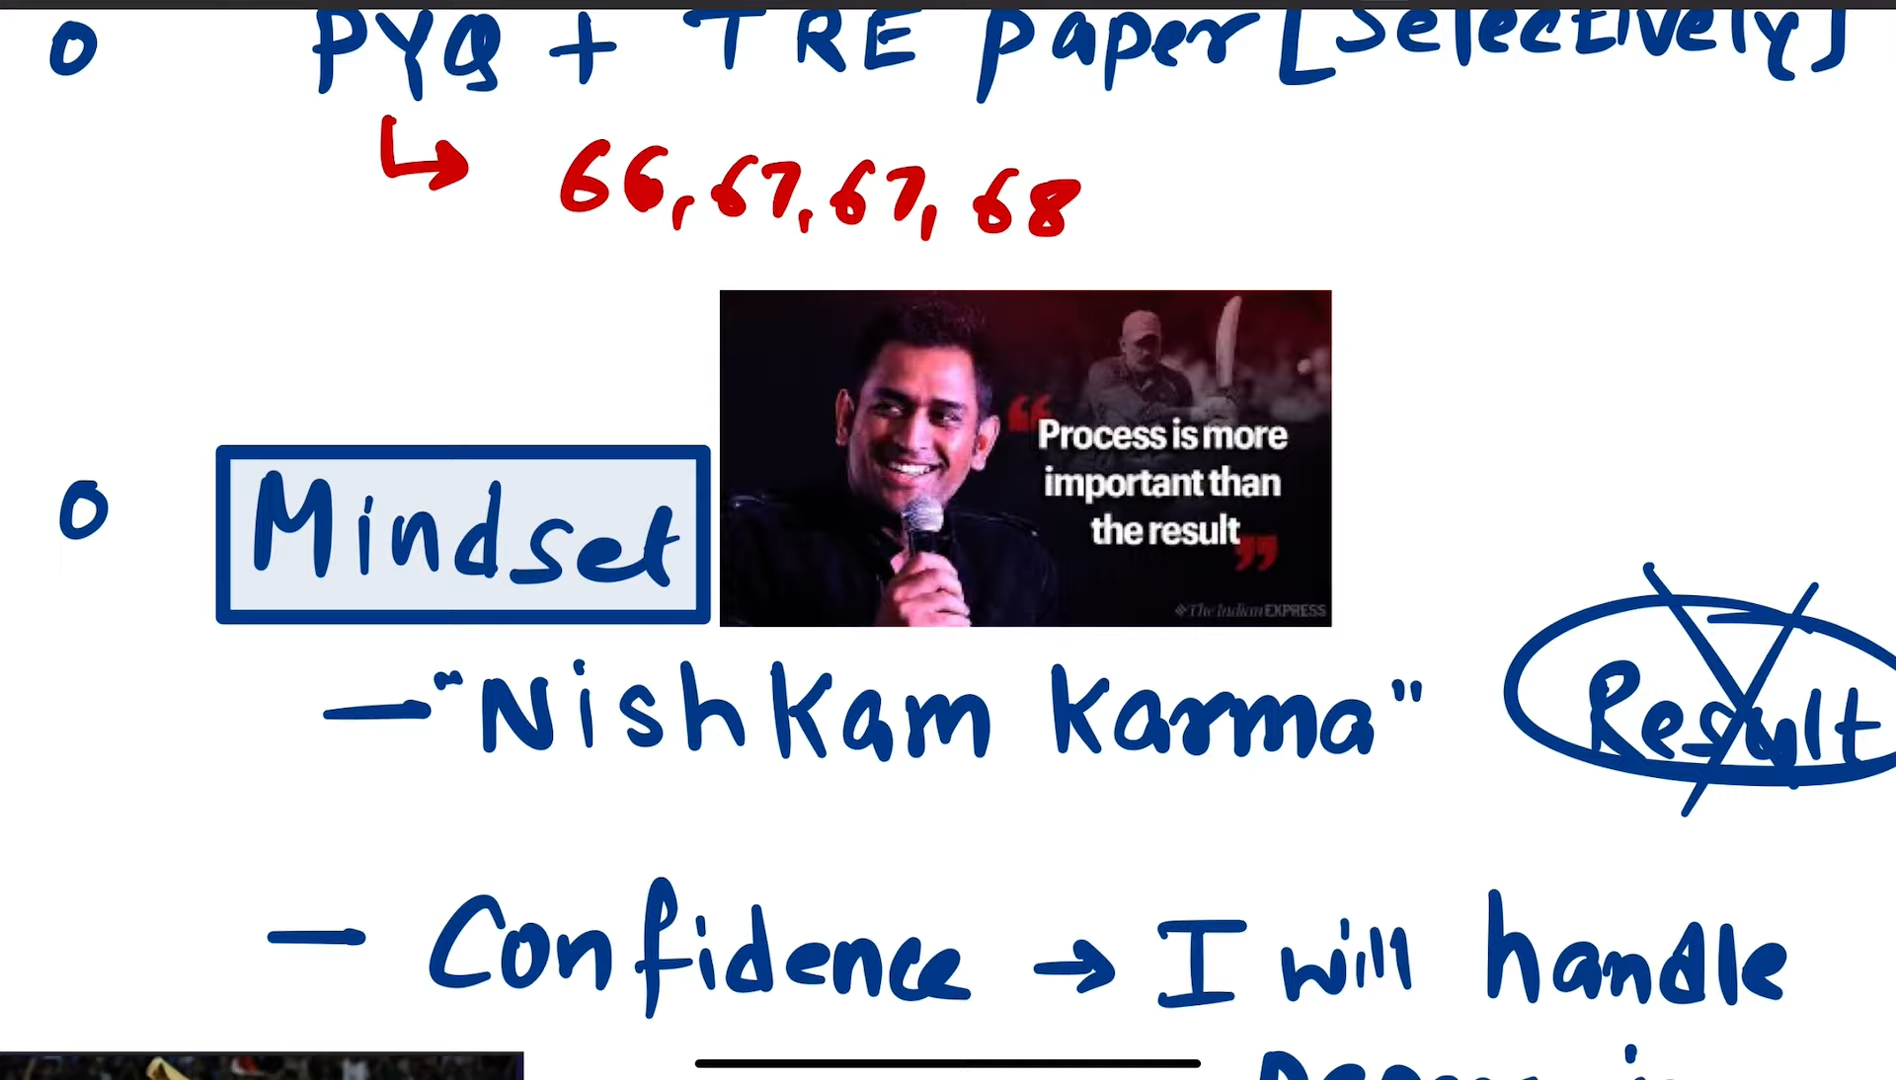 o PYQ + TRE paper [Selectively]
↳ 66, 67, 67, 68
“Process is more
important than
the result”
The Indian EXPRESS
o Mindset
— "Nishkam Karma" Result
— Confidence → I will handle